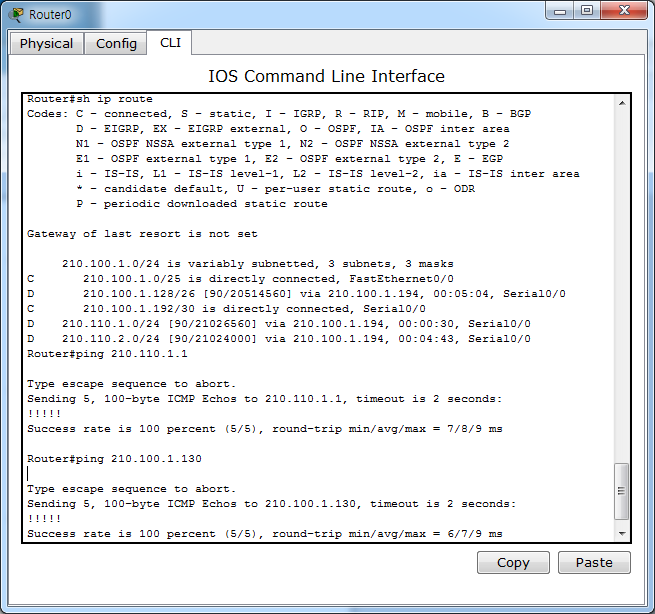 Router0
Physical Config CLI
IOS Command Line Interface
Router#sh ip route
Codes: C - connected, S - static, I - IGRP, R - RIP, M - mobile, B - BGP
D - EIGRP, EX - EIGRP external, O - OSPF, IA - OSPF inter area
N1 - OSPF NSSA external type 1, N2 - OSPF NSSA external type 2
E1 - OSPF external type 1, E2 - OSPF external type 2, E - EGP
i - IS-IS, L1 - IS-IS level-1, L2 - IS-IS level-2, ia - IS-IS inter area
* - candidate default, U - per-user static route, o - ODR
P - periodic downloaded static route
Gateway of last resort is not set
210.100.1.0/24 is variably subnetted, 3 subnets, 3 masks
C 210.100.1.0/25 is directly connected, FastEthernet0/0
D 210.100.1.128/26 [90/20514560] via 210.100.1.194, 00:05:04, Serial0/0
C 210.100.1.192/30 is directly connected, Serial0/0
D 210.110.1.0/24 [90/21026560] via 210.100.1.194, 00:00:30, Serial0/0
D 210.110.2.0/24 [90/21024000] via 210.100.1.194, 00:04:43, Serial0/0
Router#ping 210.110.1.1
Type escape sequence to abort.
Sending 5, 100-byte ICMP Echos to 210.110.1.1, timeout is 2 seconds:
!!!!!
Success rate is 100 percent (5/5), round-trip min/avg/max = 7/8/9 ms
Router#ping 210.100.1.130
Type escape sequence to abort.
Sending 5, 100-byte ICMP Echos to 210.100.1.130, timeout is 2 seconds:
!!!!!
Success rate is 100 percent (5/5), round-trip min/avg/max = 6/7/9 ms
Copy Paste